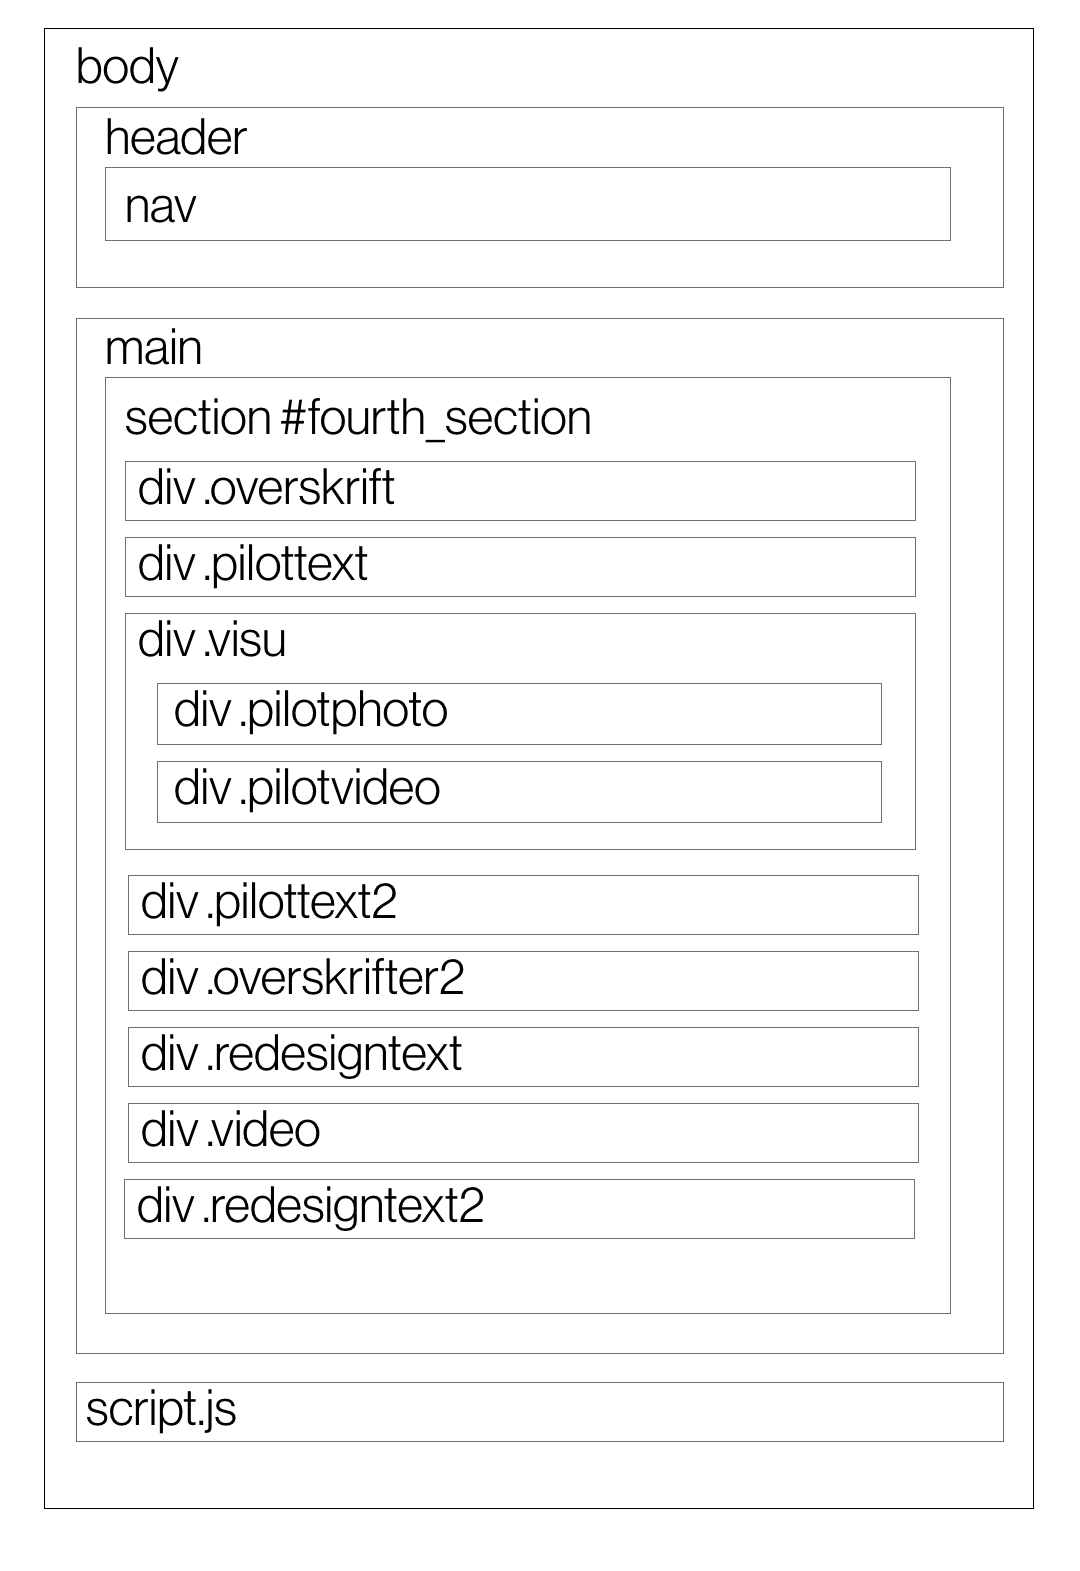 body
header
nav
main
section #fourth_section
div .overskrift
div .pilottext
div .visu
div .pilotphoto
div .pilotvideo
div .pilottext2
div .overskrifter2
div .redesigntext
div .video
div .redesigntext2
script.js